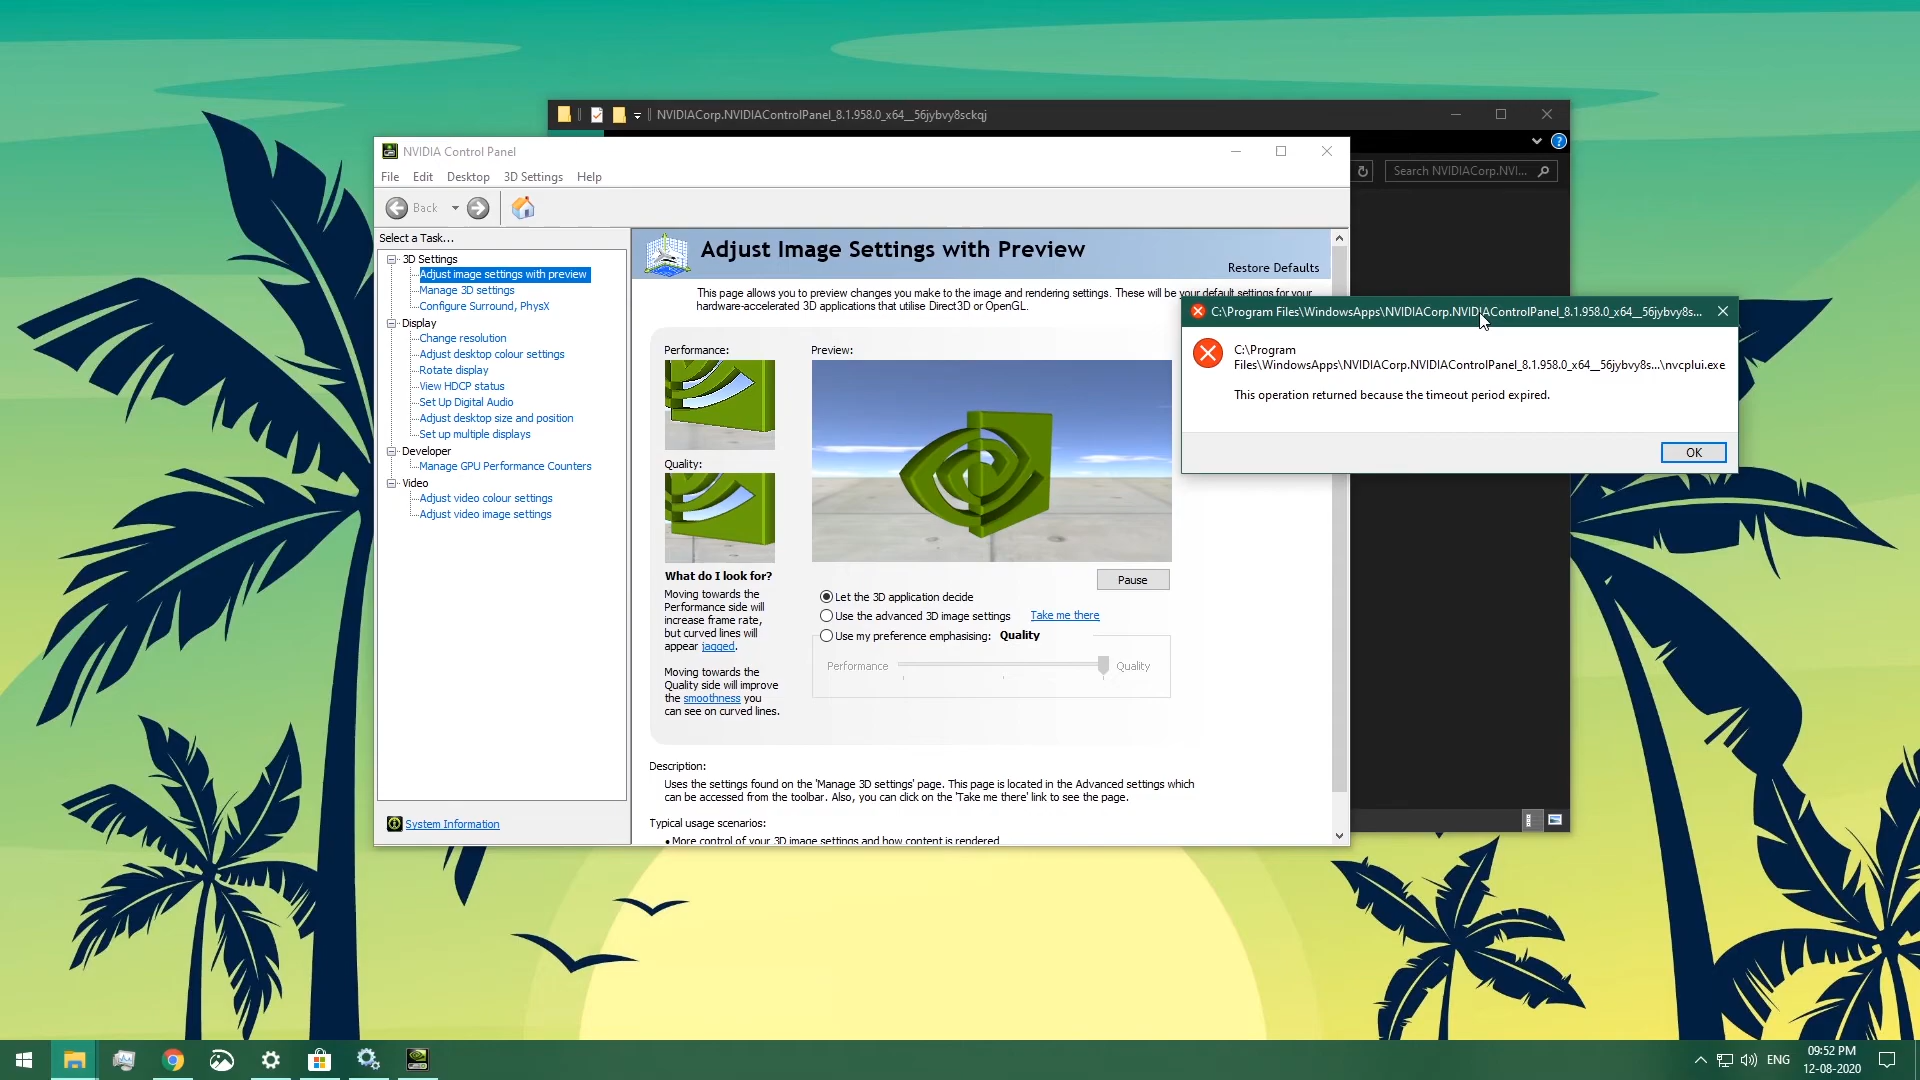 NVIDIACorp.NVIDIAControlPanel_8.1.958.0_x64__56jybvy8sckqj
Search NVIDIACorp.NVI...
NVIDIA Control Panel
File Edit Desktop 3D Settings Help
Back
Select a Task...
3D Settings
Adjust image settings with preview
Manage 3D settings
Configure Surround, PhysX
Display
Change resolution
Adjust desktop colour settings
Rotate display
View HDCP status
Set Up Digital Audio
Adjust desktop size and position
Set up multiple displays
Developer
Manage GPU Performance Counters
Video
Adjust video colour settings
Adjust video image settings
System Information
Adjust Image Settings with Preview
Restore Defaults
This page allows you to preview changes you make to the image and rendering settings. These will be your default settings for your
hardware-accelerated 3D applications that utilise Direct3D or OpenGL.
Performance:
Quality:
What do I look for?
Moving towards the
Performance side will
increase frame rate,
but curved lines will
appear jagged.
Moving towards the
Quality side will improve
the smoothness you
can see on curved lines.
Preview:
Pause
Let the 3D application decide
Use the advanced 3D image settings Take me there
Use my preference emphasising: Quality
Performance Quality
Description:
Uses the settings found on the 'Manage 3D settings' page. This page is located in the Advanced settings which
can be accessed from the toolbar. Also, you can click on the 'Take me there' link to see the page.
Typical usage scenarios:
• More control of your 3D image settings and how content is rendered
C:\Program Files\WindowsApps\NVIDIACorp.NVIDIAControlPanel_8.1.958.0_x64__56jybvy8s...
C:\Program
Files\WindowsApps\NVIDIACorp.NVIDIAControlPanel_8.1.958.0_x64__56jybvy8s...\nvcplui.exe
This operation returned because the timeout period expired.
OK
ENG
09:52 PM
12-08-2020